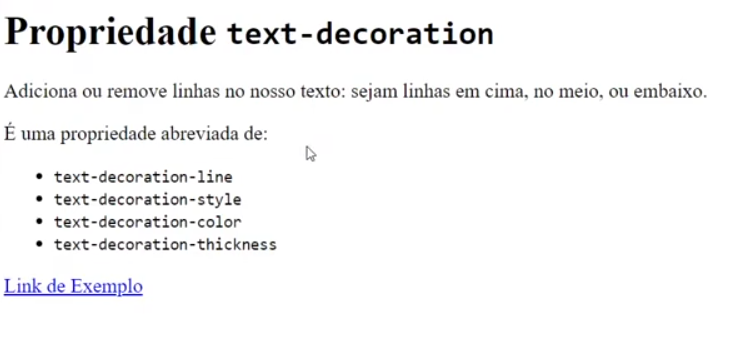 Propriedade text-decoration
Adiciona ou remove linhas no nosso texto: sejam linhas em cima, no meio, ou embaixo.
É uma propriedade abreviada de:
• text-decoration-line
• text-decoration-style
• text-decoration-color
• text-decoration-thickness
Link de Exemplo